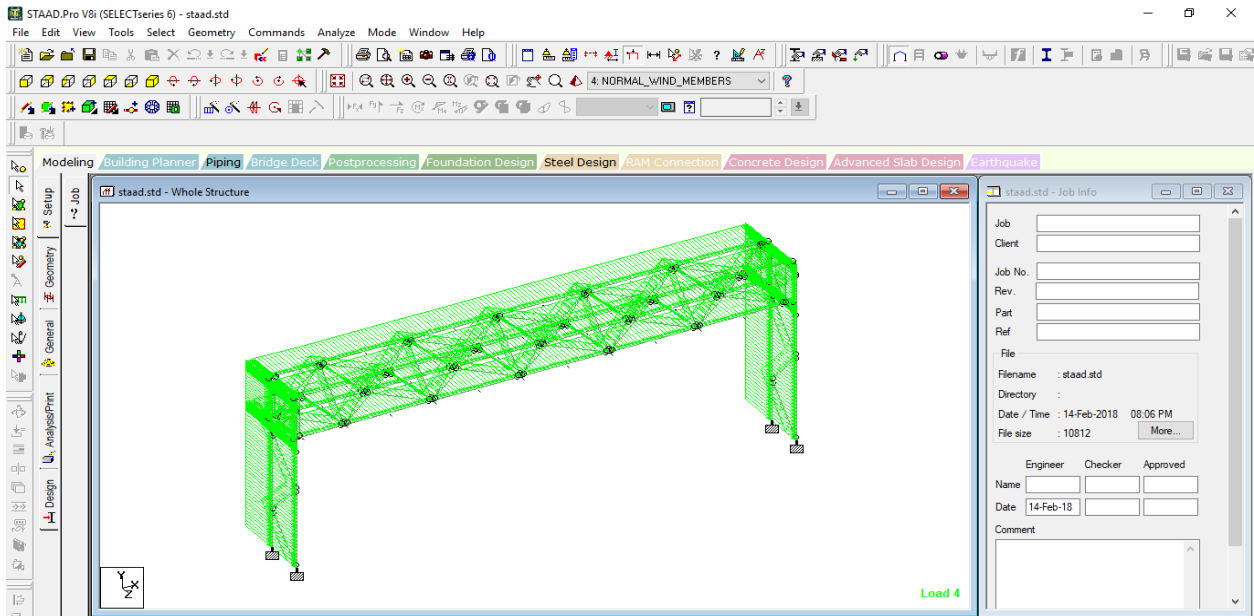 STAAD.Pro V8i (SELECTseries 6) - staad.std
File Edit View Tools Select Geometry Commands Analyze Mode Window Help
4: NORMAL_WIND_MEMBERS
Modeling Building Planner Piping Bridge Deck Postprocessing Foundation Design Steel Design RAM Connection Concrete Design Advanced Slab Design Earthquake
Setup
Geometry
General
Analysis/Print
Design
Job
staad.std - Whole Structure
Y
X
Z
Load 4
staad.std - Job Info
Job
Client
Job No.
Rev.
Part
Ref
File
Filename : staad.std
Directory :
Date / Time : 14-Feb-2018 08:06 PM
File size : 10812 More...
Engineer Checker Approved
Name
Date 14-Feb-18
Comment